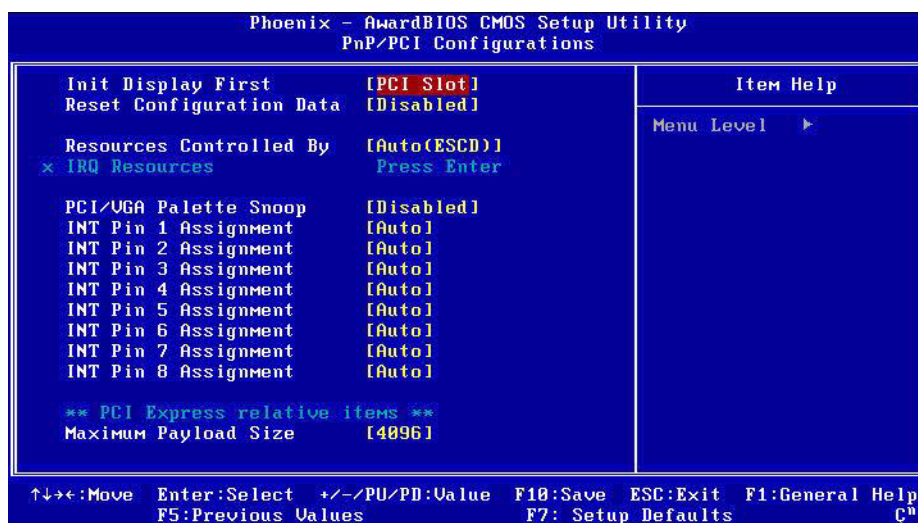 Phoenix - AwardBIOS CMOS Setup Utility
PnP/PCI Configurations
Init Display First [PCI Slot]
Reset Configuration Data [Disabled]
Resources Controlled By [Auto(ESCD)]
x IRQ Resources Press Enter
PCI/VGA Palette Snoop [Disabled]
INT Pin 1 Assignment [Auto]
INT Pin 2 Assignment [Auto]
INT Pin 3 Assignment [Auto]
INT Pin 4 Assignment [Auto]
INT Pin 5 Assignment [Auto]
INT Pin 6 Assignment [Auto]
INT Pin 7 Assignment [Auto]
INT Pin 8 Assignment [Auto]
** PCI Express relative items **
Maximum Payload Size [4096]
Item Help
Menu Level ►
↑↓→←:Move Enter:Select +/-/PU/PD:Value F10:Save ESC:Exit F1:General Help
F5:Previous Values F7: Setup Defaults Cⁿ